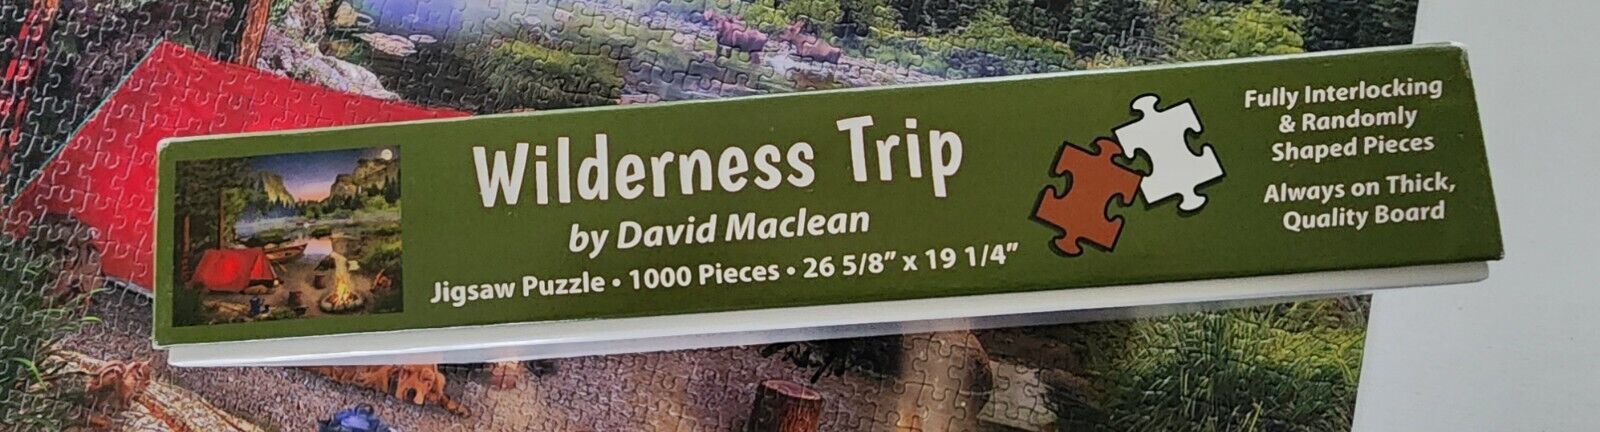 Wilderness Trip
by David Maclean
Jigsaw Puzzle • 1000 Pieces • 26 5/8” x 19 1/4”
Fully Interlocking
& Randomly
Shaped Pieces
Always on Thick,
Quality Board